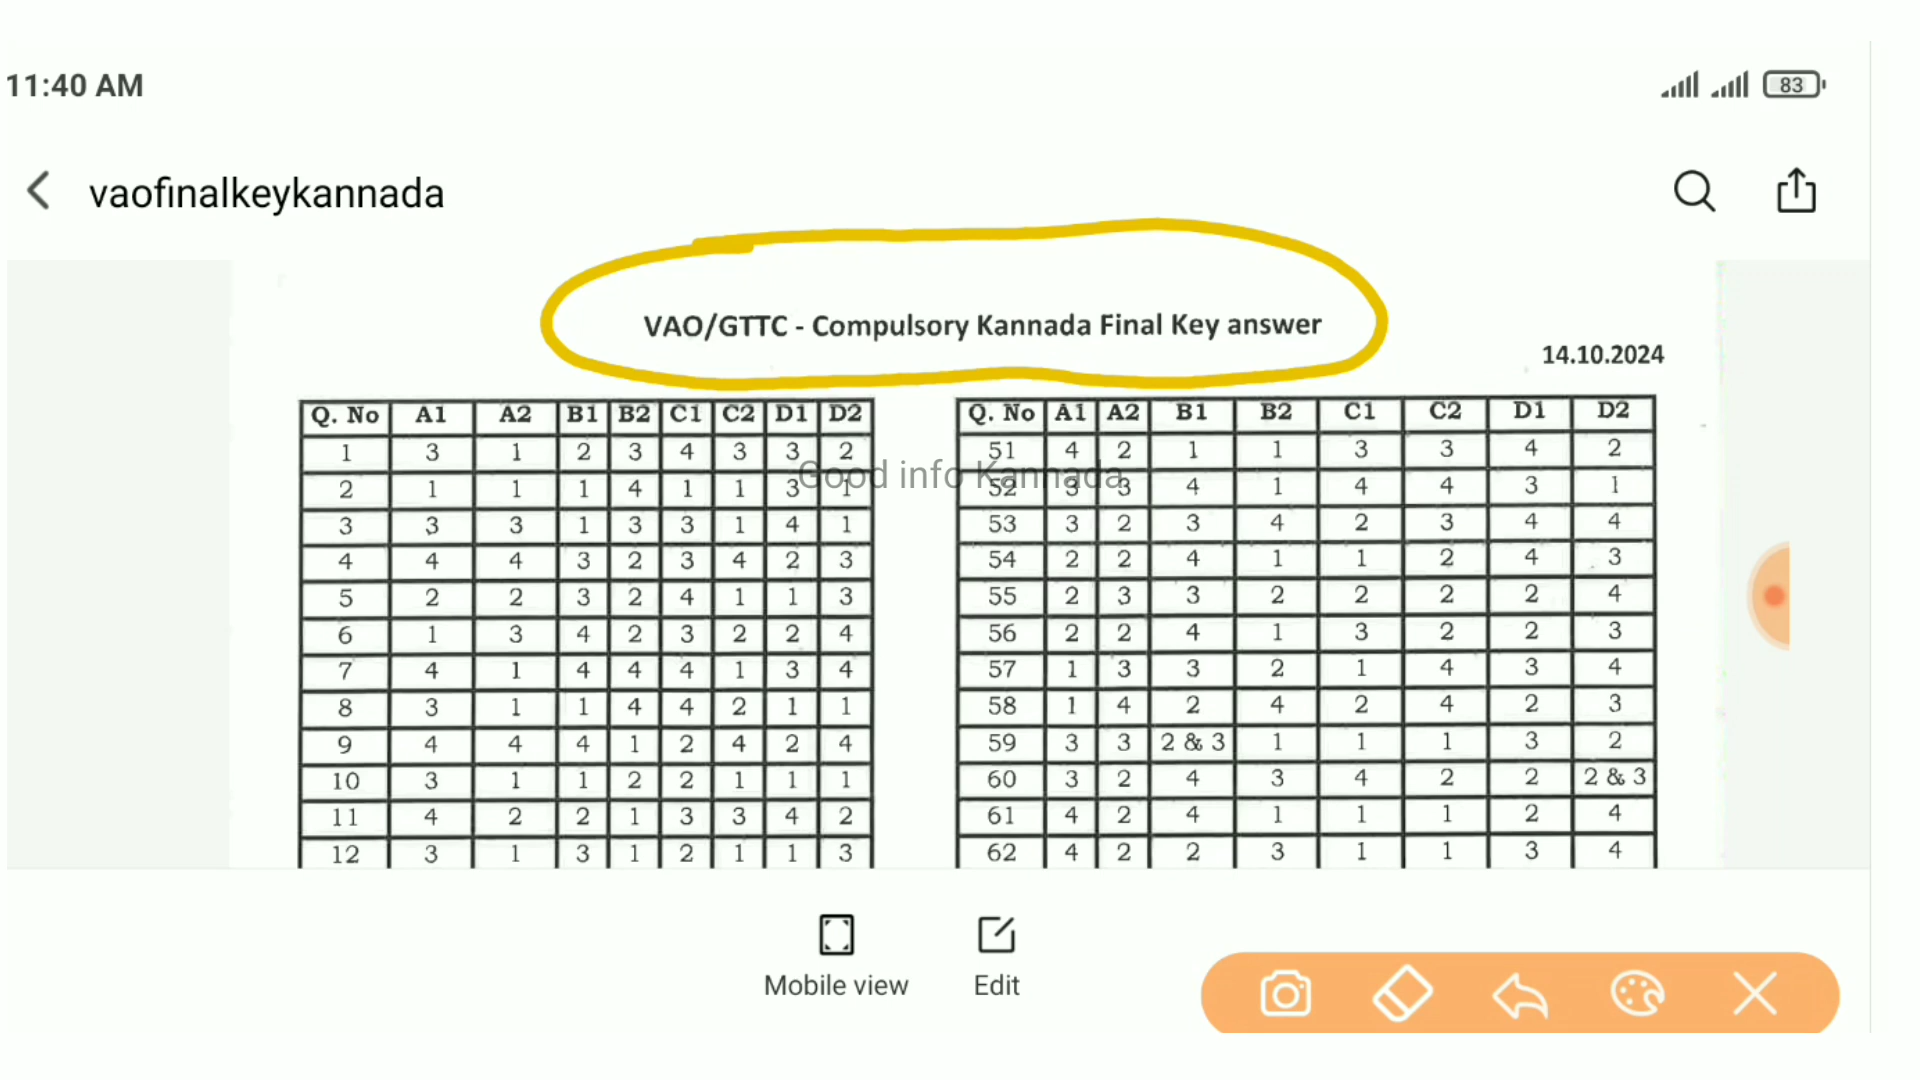 11:40 AM
83
vaofinalkeykannada
VAO/GTTC - Compulsory Kannada Final Key answer
14.10.2024
Q. No A1 A2 B1 B2 C1 C2 D1 D2
1 3 1 2 3 4 3 3 2
2 1 1 1 4 1 1 3 1
3 3 3 1 3 3 1 4 1
4 4 4 3 2 3 4 2 3
5 2 2 3 2 4 1 1 3
6 1 3 4 2 3 2 2 4
7 4 1 4 4 4 1 3 4
8 3 1 1 4 4 2 1 1
9 4 4 4 1 2 4 2 4
10 3 1 1 2 2 1 1 1
11 4 2 2 1 3 3 4 2
12 3 1 3 1 2 1 1 3
Q. No A1 A2 B1 B2 C1 C2 D1 D2
51 4 2 1 1 3 3 4 2
52 3 3 4 1 4 4 3 1
53 3 2 3 4 2 3 4 4
54 2 2 4 1 1 2 4 3
55 2 3 3 2 2 2 2 4
56 2 2 4 1 3 2 2 3
57 1 3 3 2 1 4 3 4
58 1 4 2 4 2 4 2 3
59 3 3 2 & 3 1 1 1 3 2
60 3 2 4 3 4 2 2 2 & 3
61 4 2 4 1 1 1 2 4
62 4 2 2 3 1 1 3 4
Good info Kannada
Mobile view
Edit